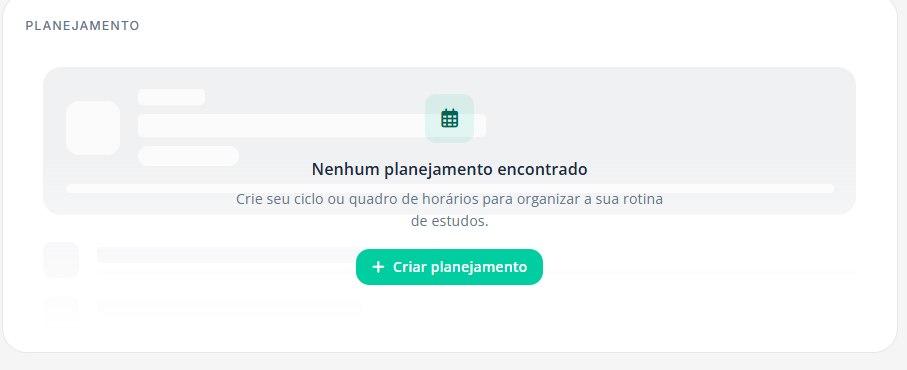 PLANEJAMENTO
Nenhum planejamento encontrado
Crie seu ciclo ou quadro de horários para organizar a sua rotina
de estudos.
+ Criar planejamento